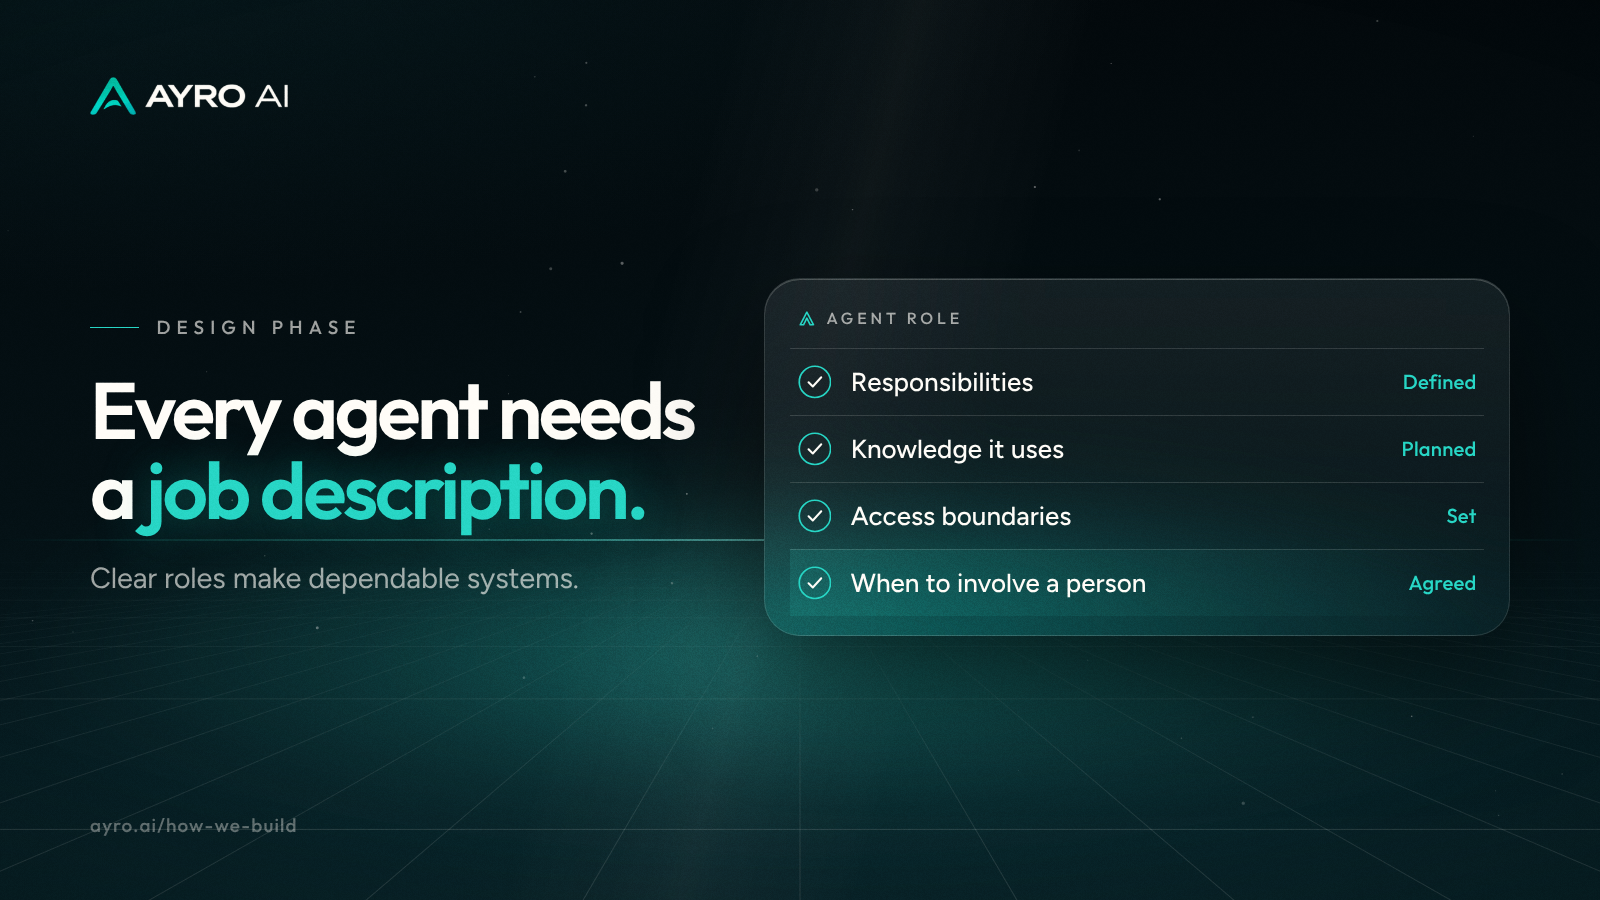 AYRO AI
DESIGN PHASE
Every agent needs
a job description.
Clear roles make dependable systems.
AGENT ROLE
Responsibilities Defined
Knowledge it uses Planned
Access boundaries Set
When to involve a person Agreed
ayro.ai/how-we-build